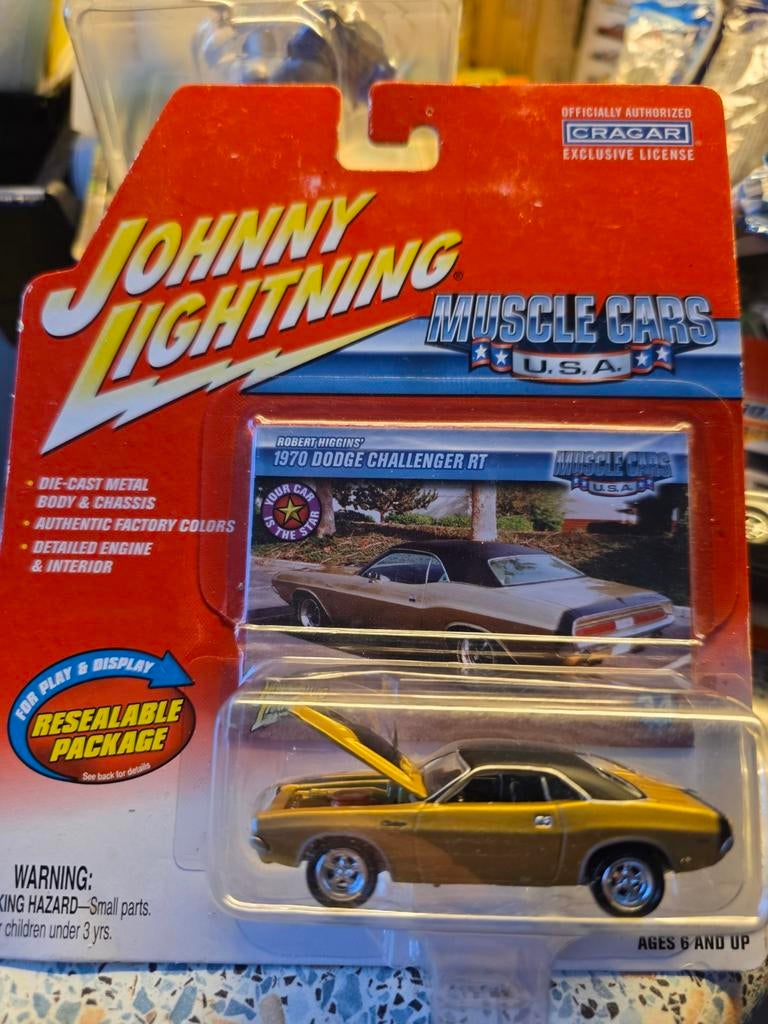 OFFICIALLY AUTHORIZED
CRAGAR
EXCLUSIVE LICENSE
JOHNNY
LIGHTNING®
MUSCLE CARS
U.S.A.
ROBERT HIGGINS'
1970 DODGE CHALLENGER RT
MUSCLE CARS
U.S.A.
YOUR CAR
IS THE STAR
• DIE-CAST METAL
BODY & CHASSIS
• AUTHENTIC FACTORY COLORS
• DETAILED ENGINE
& INTERIOR
FOR PLAY & DISPLAY
RESEALABLE
PACKAGE
See back for details
WARNING:
KING HAZARD—Small parts.
r children under 3 yrs.
AGES 6 AND UP